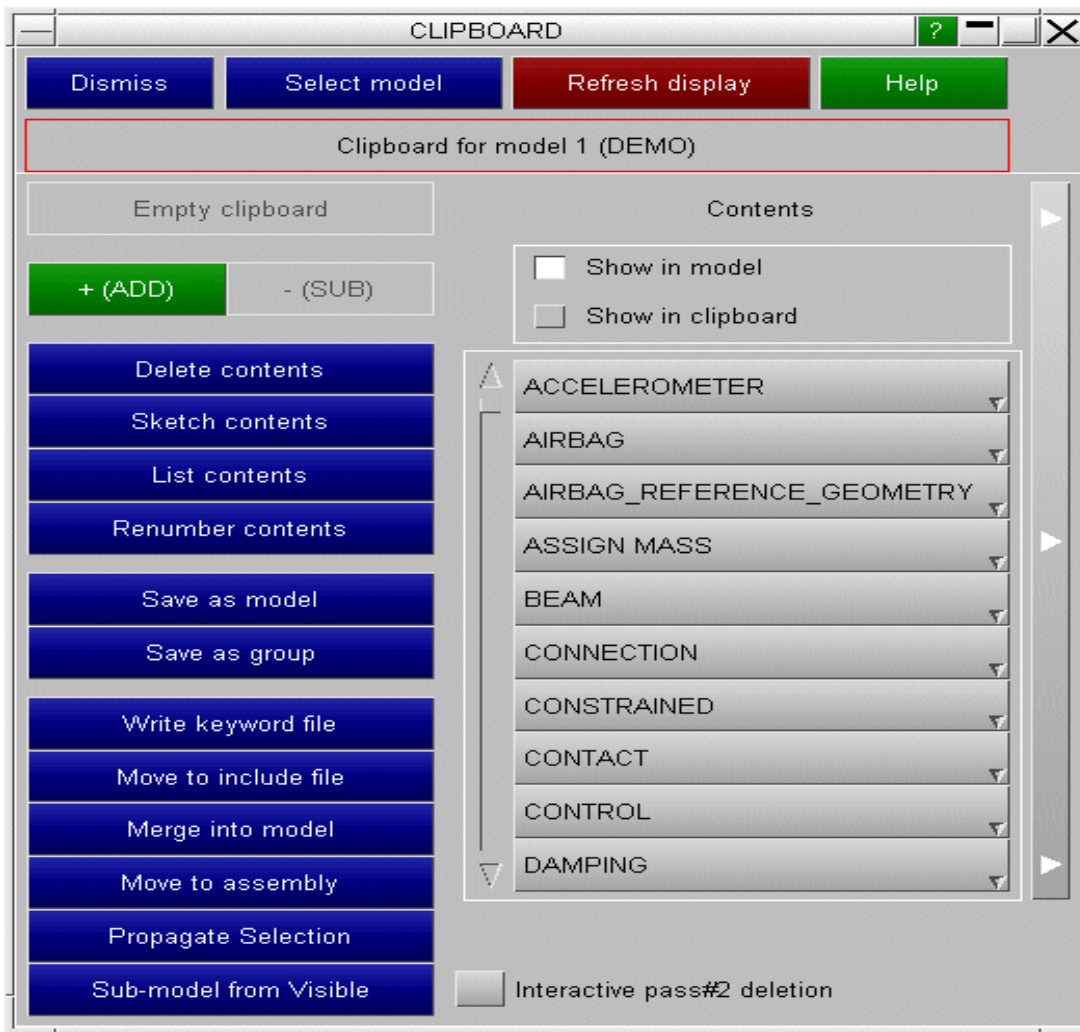 CLIPBOARD ?
Dismiss Select model Refresh display Help
Clipboard for model 1 (DEMO)
Empty clipboard
+ (ADD) - (SUB)
Delete contents
Sketch contents
List contents
Renumber contents
Save as model
Save as group
Write keyword file
Move to include file
Merge into model
Move to assembly
Propagate Selection
Sub-model from Visible
Contents
Show in model
Show in clipboard
ACCELEROMETER
AIRBAG
AIRBAG_REFERENCE_GEOMETRY
ASSIGN MASS
BEAM
CONNECTION
CONSTRAINED
CONTACT
CONTROL
DAMPING
Interactive pass#2 deletion